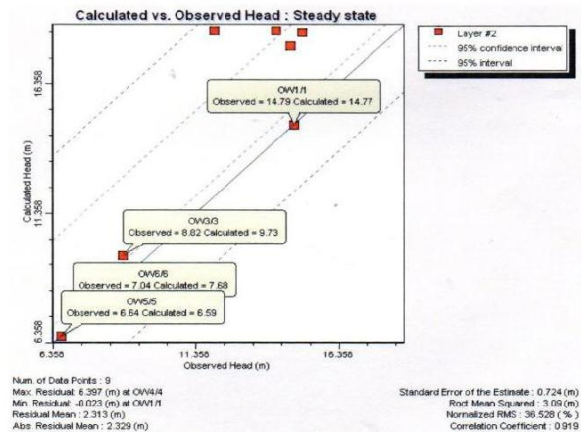 Calculated vs. Observed Head : Steady state
Layer #2
95% confidence interval
95% interval
Calculated Head (m)
16.358
11.358
6.358
OW1/1
Observed = 14.79 Calculated = 14.77
OW3/3
Observed = 8.82 Calculated = 9.73
OW6/6
Observed = 7.04 Calculated = 7.68
OW5/5
Observed = 6.64 Calculated = 6.59
6.358 11.358 16.358
Observed Head (m)
Num. of Data Points : 9
Max. Residual: 6.397 (m) at OW4/4
Min. Residual: -0.023 (m) at OW1/1
Residual Mean : 2.313 (m)
Abs. Residual Mean : 2.329 (m)
Standard Error of the Estimate : 0.724 (m)
Root Mean Squared : 3.09 (m)
Normalized RMS : 36.528 ( % )
Correlation Coefficient : 0.919